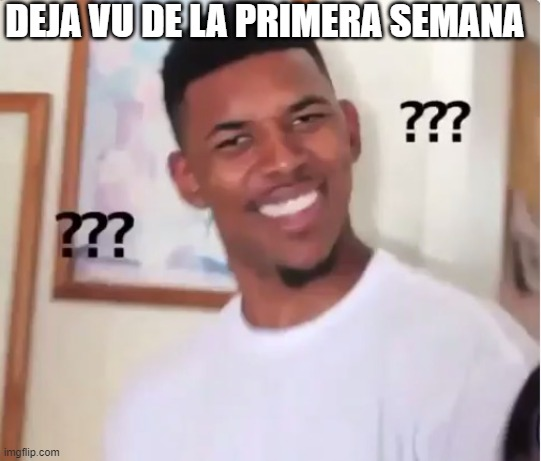 DEJA VU DE LA PRIMERA SEMANA
???
???
imgflip.com